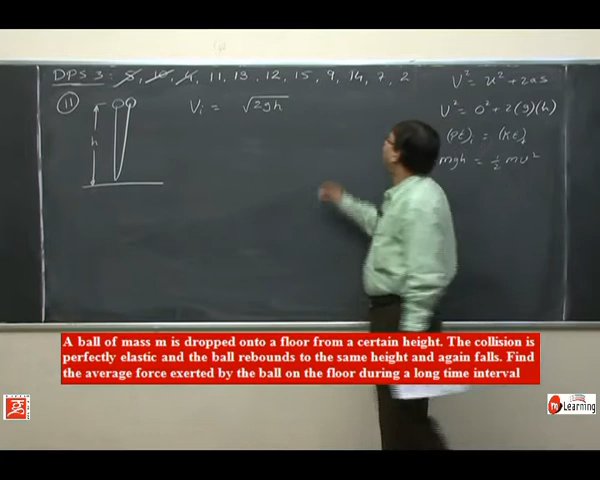 DPS 3 : 8, 10, 4, 11, 13, 12, 15, 9, 14, 7, 2
V² = u² + 2as
11
Vᵢ = √2gh
V² = 0² + 2(g)(h)
h
(PE)ᵢ = (KE)
mgh = ½ mv²
A ball of mass m is dropped onto a floor from a certain height. The collision is
perfectly elastic and the ball rebounds to the same height and again falls. Find
the average force exerted by the ball on the floor during a long time interval
m Learning